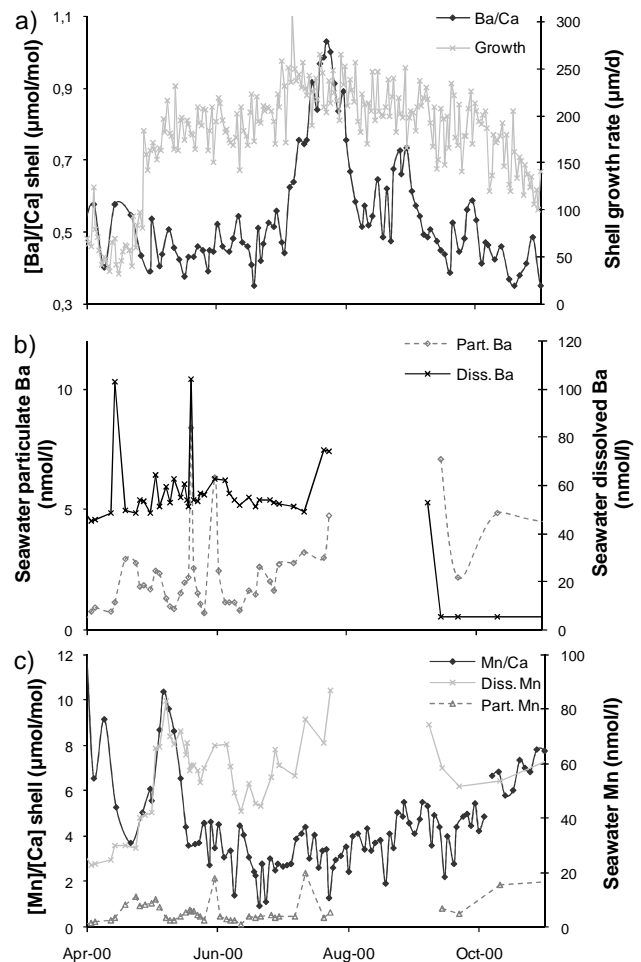 a)
Ba/Ca
Growth
1,1
0,9
0,7
0,5
0,3
[Ba]/[Ca] shell (µmol/mol)
300
250
200
150
100
50
0
Shell growth rate (µm/d)
b)
Part. Ba
Diss. Ba
10
5
0
Seawater particulate Ba
(nmol/l)
120
100
80
60
40
20
0
Seawater dissolved Ba
(nmol/l)
c)
Mn/Ca
Diss. Mn
Part. Mn
12
10
8
6
4
2
0
[Mn]/[Ca] shell (µmol/mol)
100
80
60
40
20
0
Seawater Mn (nmol/l)
Apr-00
Jun-00
Aug-00
Oct-00